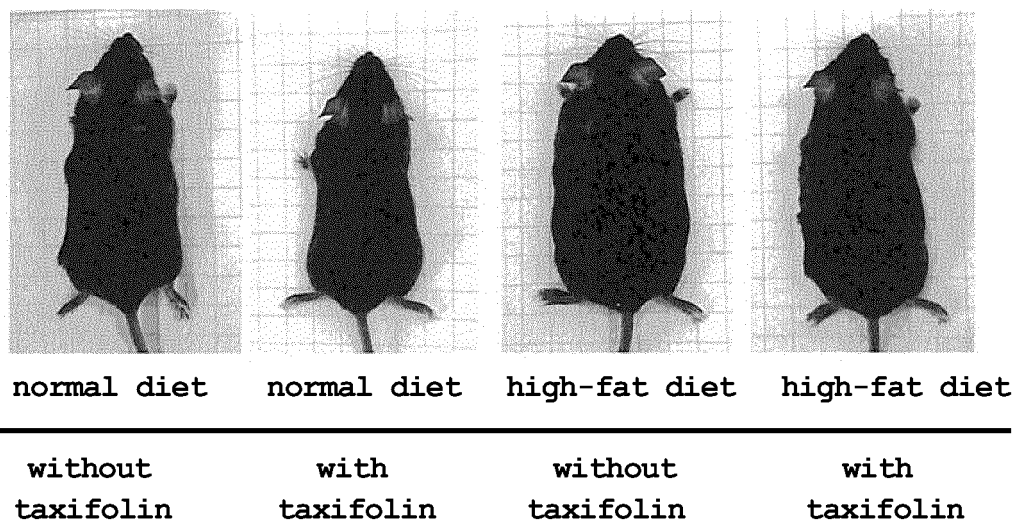 normal diet normal diet high-fat diet high-fat diet
without with without with
taxifolin taxifolin taxifolin taxifolin